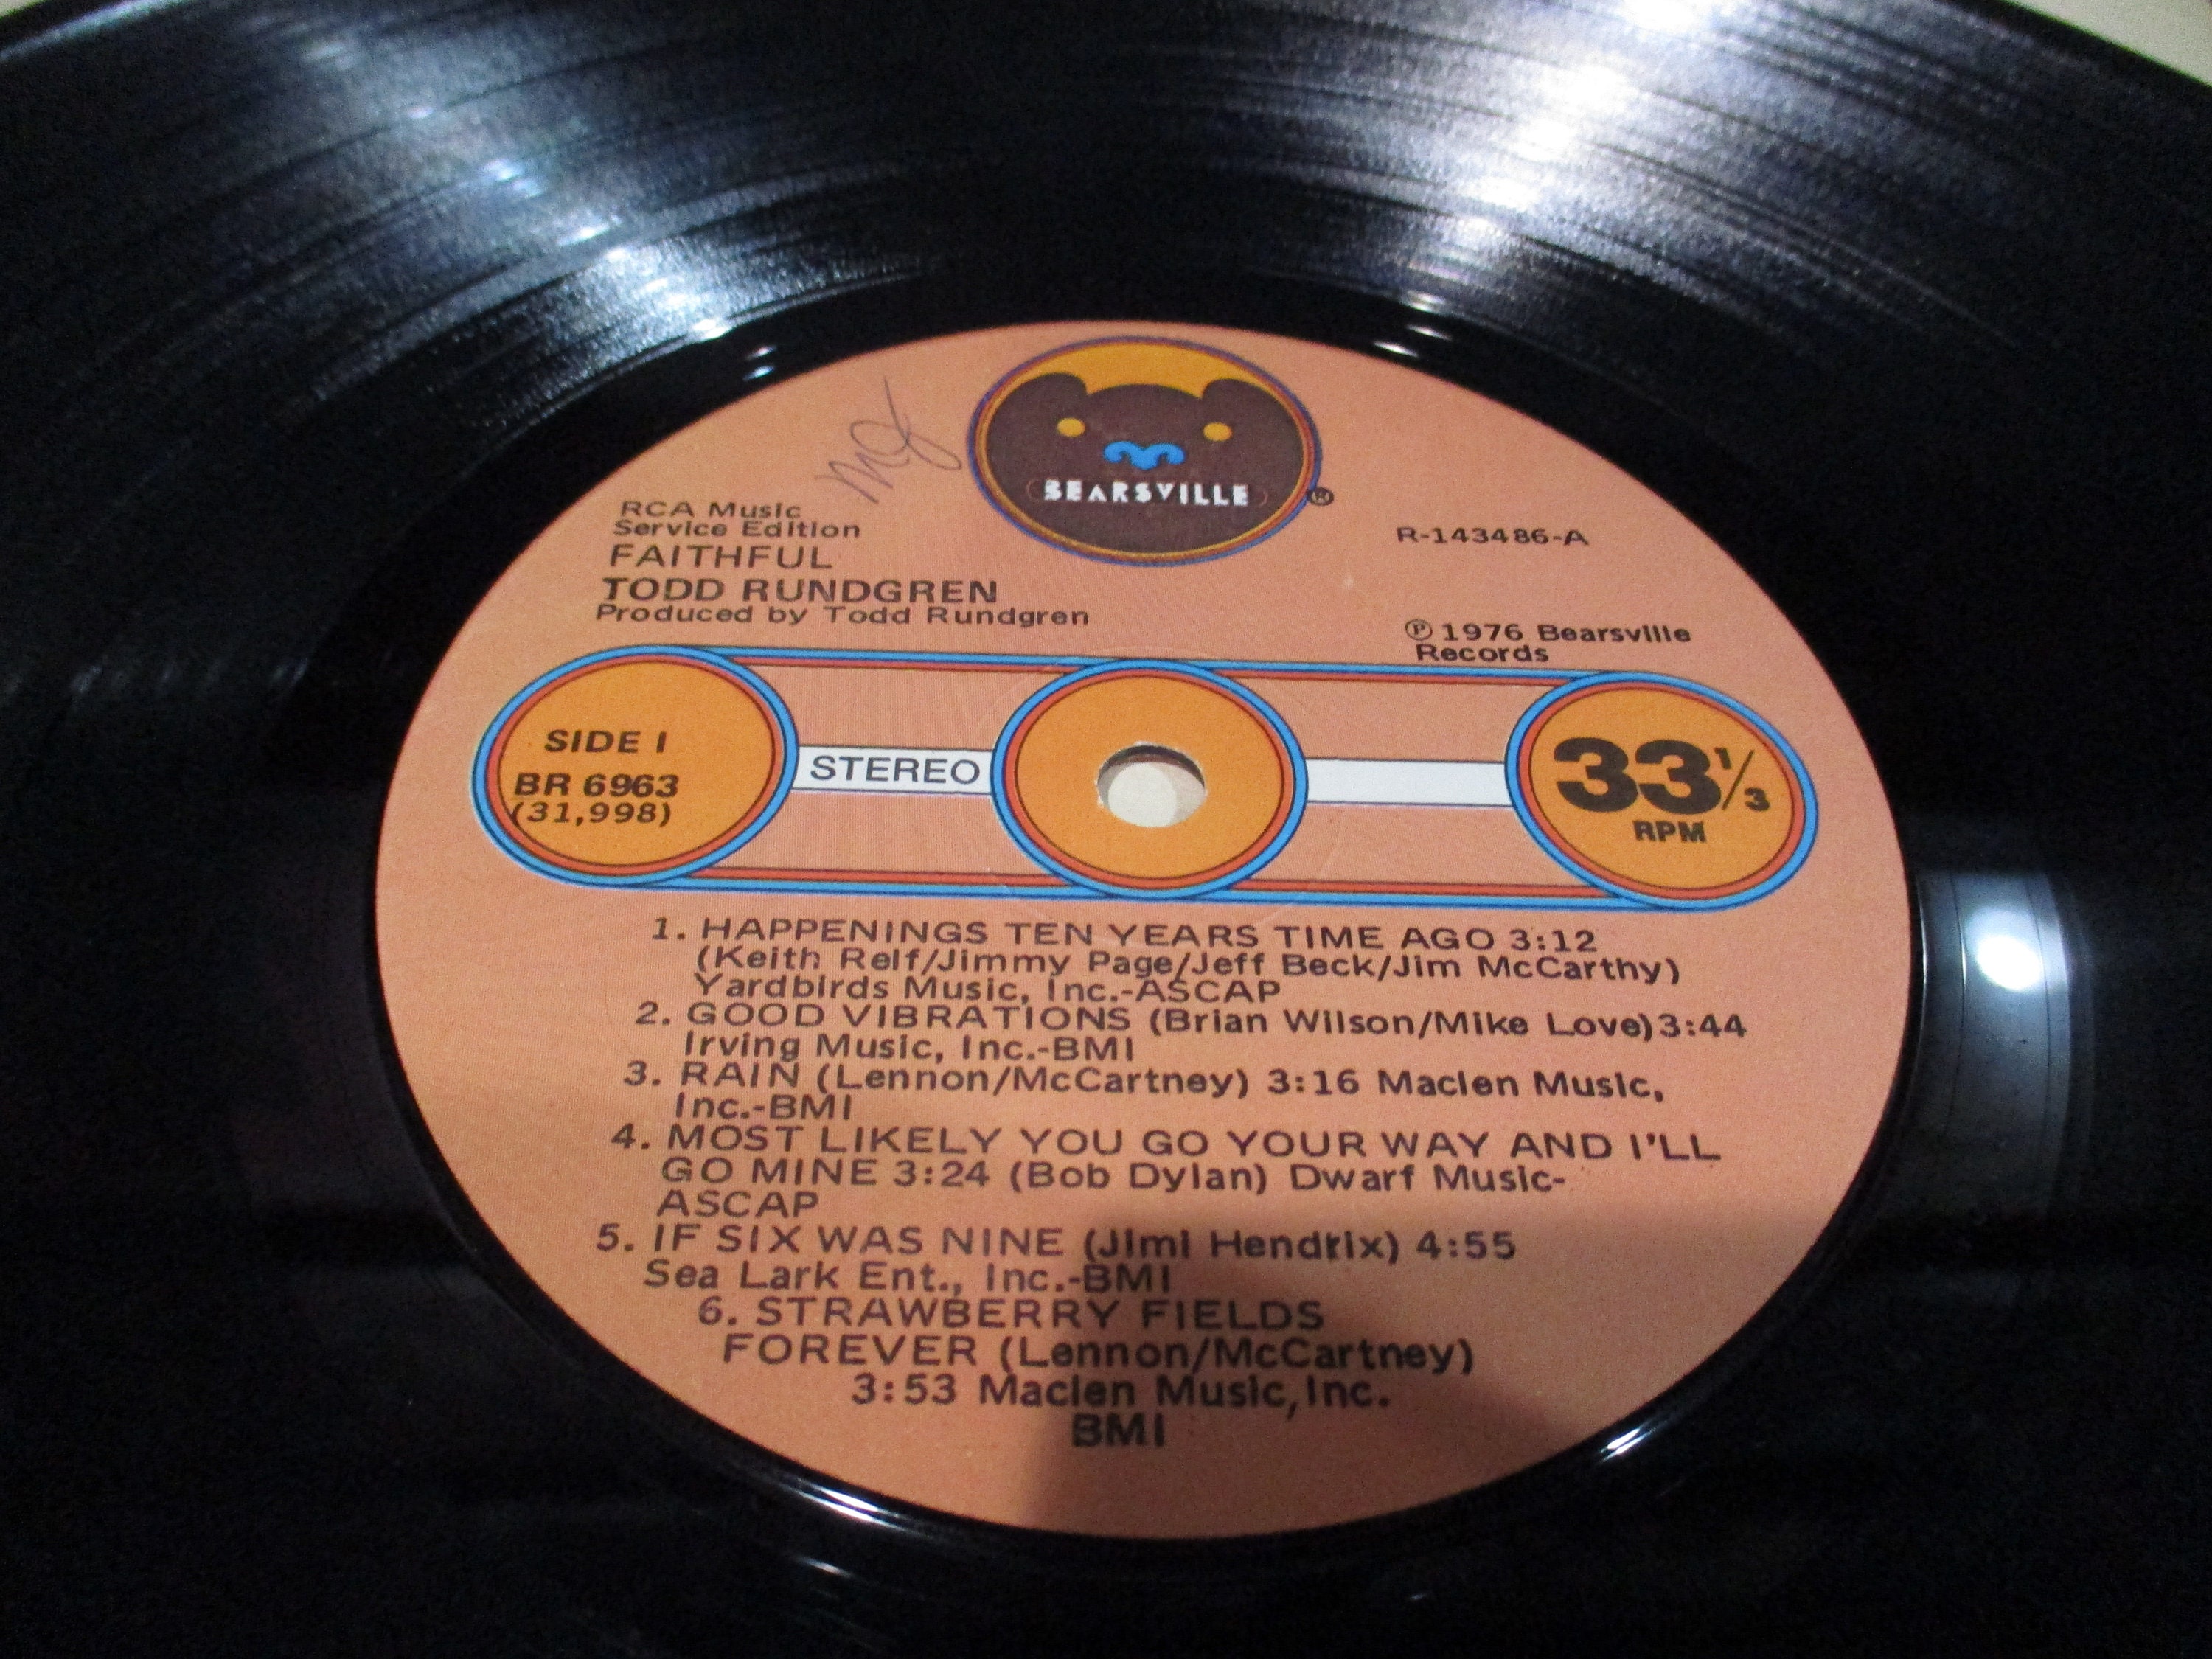 mg
BEARSVILLE ®
RCA Music
Service Edition
FAITHFUL
TODD RUNDGREN
Produced by Todd Rundgren
R-143486-A
Ⓟ 1976 Bearsville
Records
SIDE I
BR 6963
(31,998)
STEREO
33 1/3
RPM
1. HAPPENINGS TEN YEARS TIME AGO 3:12
(Keith Relf/Jimmy Page/Jeff Beck/Jim McCarthy)
Yardbirds Music, Inc.-ASCAP
2. GOOD VIBRATIONS (Brian Wilson/Mike Love) 3:44
Irving Music, Inc.-BMI
3. RAIN (Lennon/McCartney) 3:16 Maclen Music,
Inc.-BMI
4. MOST LIKELY YOU GO YOUR WAY AND I'LL
GO MINE 3:24 (Bob Dylan) Dwarf Music-
ASCAP
5. IF SIX WAS NINE (Jimi Hendrix) 4:55
Sea Lark Ent., Inc.-BMI
6. STRAWBERRY FIELDS
FOREVER (Lennon/McCartney)
3:53 Maclen Music, Inc.
BMI